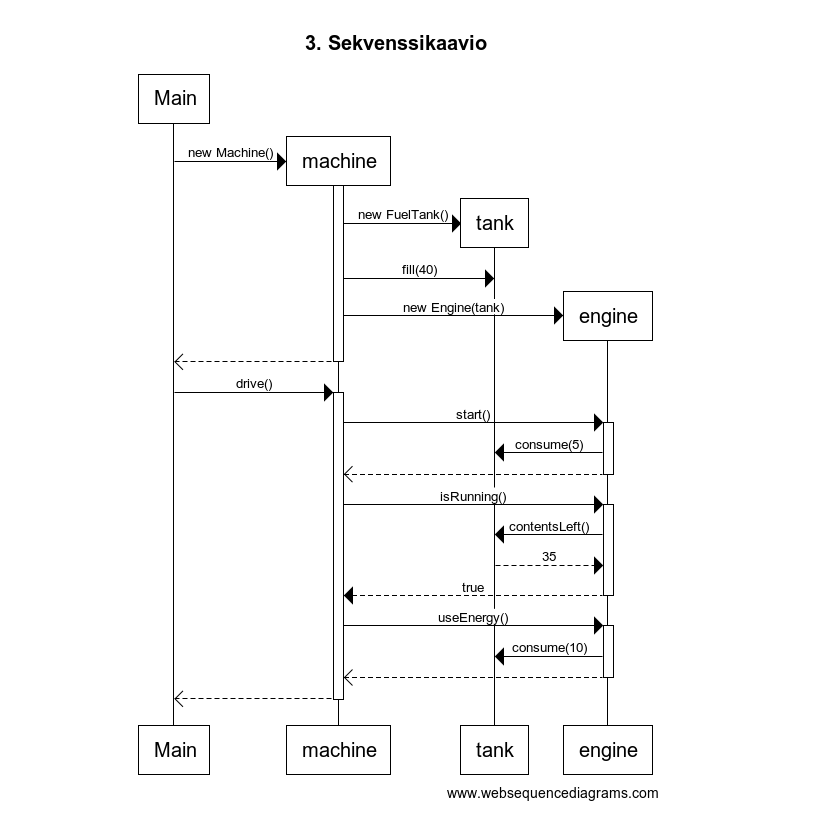 3. Sekvenssikaavio
Main
new Machine()
machine
new FuelTank()
tank
fill(40)
new Engine(tank)
engine
drive()
start()
consume(5)
isRunning()
contentsLeft()
35
true
useEnergy()
consume(10)
Main
machine
tank
engine
www.websequencediagrams.com